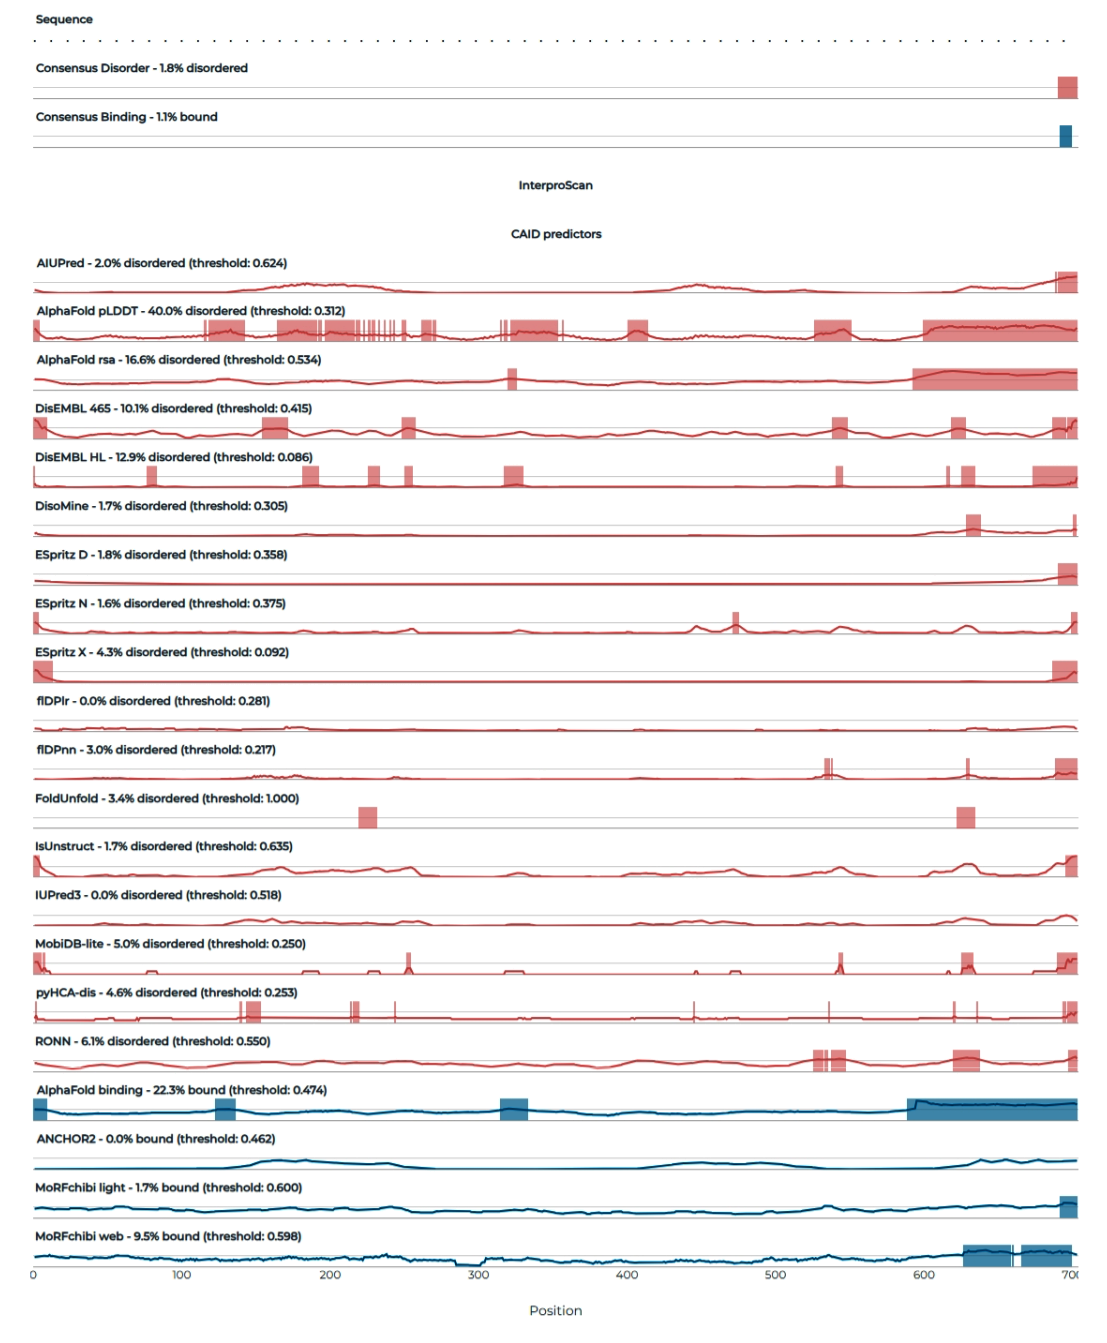 Sequence
Consensus Disorder - 1.8% disordered
Consensus Binding - 1.1% bound
InterproScan
CAID predictors
AIUPred - 2.0% disordered (threshold: 0.624)
AlphaFold pLDDT - 40.0% disordered (threshold: 0.312)
AlphaFold rsa - 16.6% disordered (threshold: 0.534)
DisEMBL 465 - 10.1% disordered (threshold: 0.415)
DisEMBL HL - 12.9% disordered (threshold: 0.086)
DisoMine - 1.7% disordered (threshold: 0.305)
ESpritz D - 1.8% disordered (threshold: 0.358)
ESpritz N - 1.6% disordered (threshold: 0.375)
ESpritz X - 4.3% disordered (threshold: 0.092)
flDPlr - 0.0% disordered (threshold: 0.281)
flDPnn - 3.0% disordered (threshold: 0.217)
FoldUnfold - 3.4% disordered (threshold: 1.000)
IsUnstruct - 1.7% disordered (threshold: 0.635)
IUPred3 - 0.0% disordered (threshold: 0.518)
MobiDB-lite - 5.0% disordered (threshold: 0.250)
pyHCA-dis - 4.6% disordered (threshold: 0.253)
RONN - 6.1% disordered (threshold: 0.550)
AlphaFold binding - 22.3% bound (threshold: 0.474)
ANCHOR2 - 0.0% bound (threshold: 0.462)
MoRFchibi light - 1.7% bound (threshold: 0.600)
MoRFchibi web - 9.5% bound (threshold: 0.598)
0 100 200 300 400 500 600 700
Position